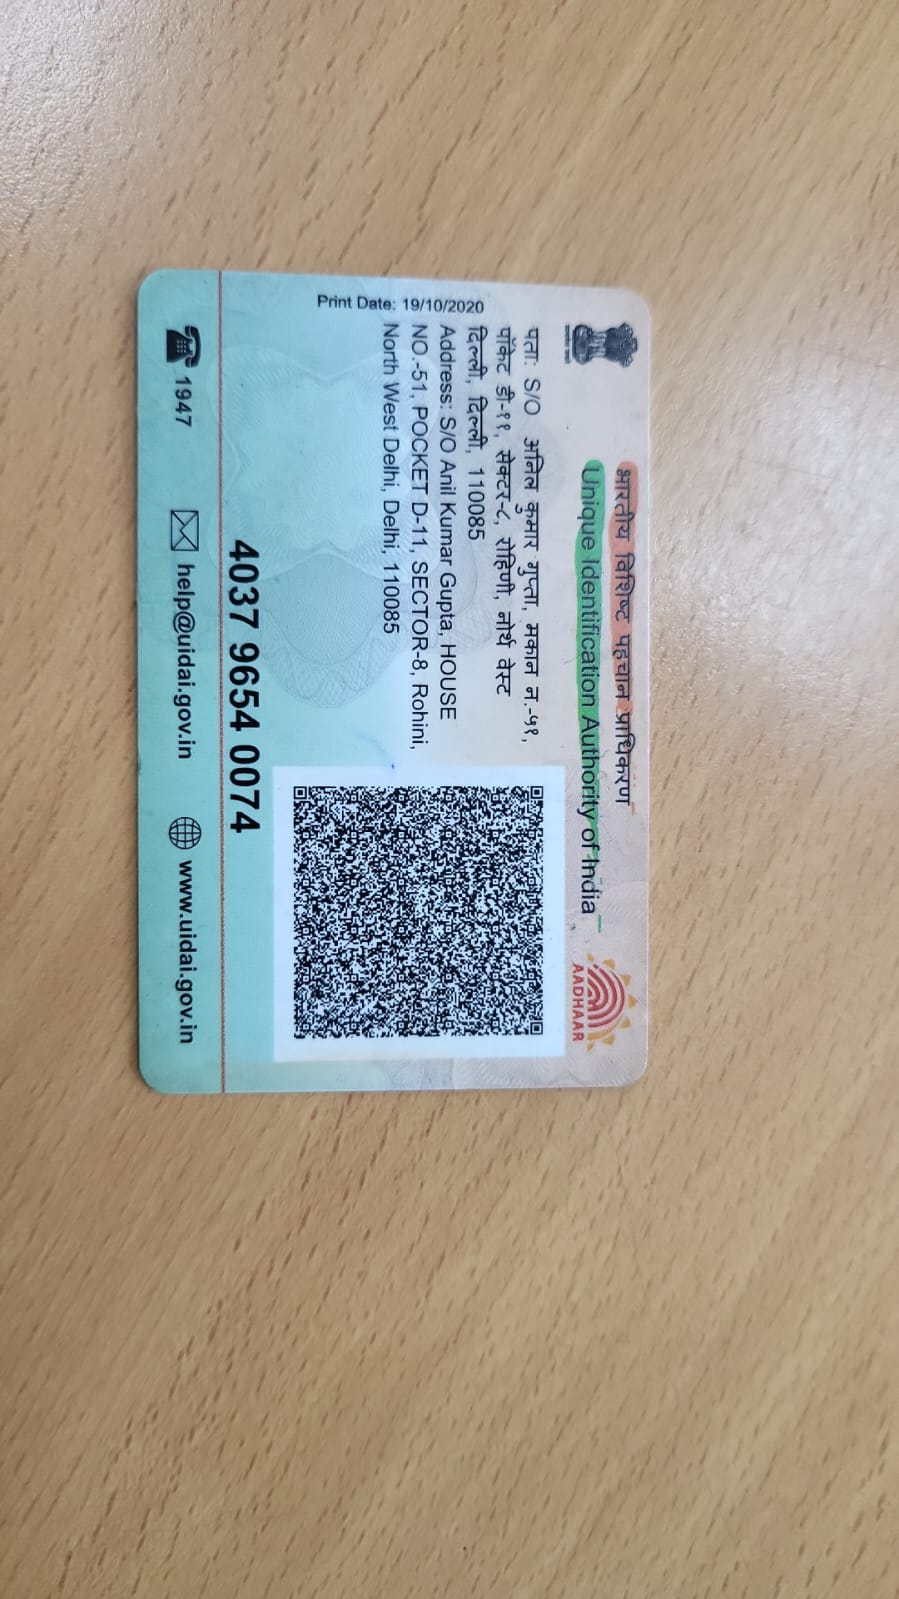 भारतीय विशिष्ट पहचान प्राधिकरण
Unique Identification Authority of India
AADHAAR
Print Date: 19/10/2020
पता: S/O अनिल कुमार गुप्ता, मकान न.-५१,
पॉकेट डी-११, सेक्टर-८, रोहिणी, नोर्थ वेस्ट
दिल्ली, दिल्ली, 110085
Address: S/O Anil Kumar Gupta, HOUSE
NO.-51, POCKET D-11, SECTOR-8, Rohini,
North West Delhi, Delhi, 110085
4037 9654 0074
1947
help@uidai.gov.in
www.uidai.gov.in